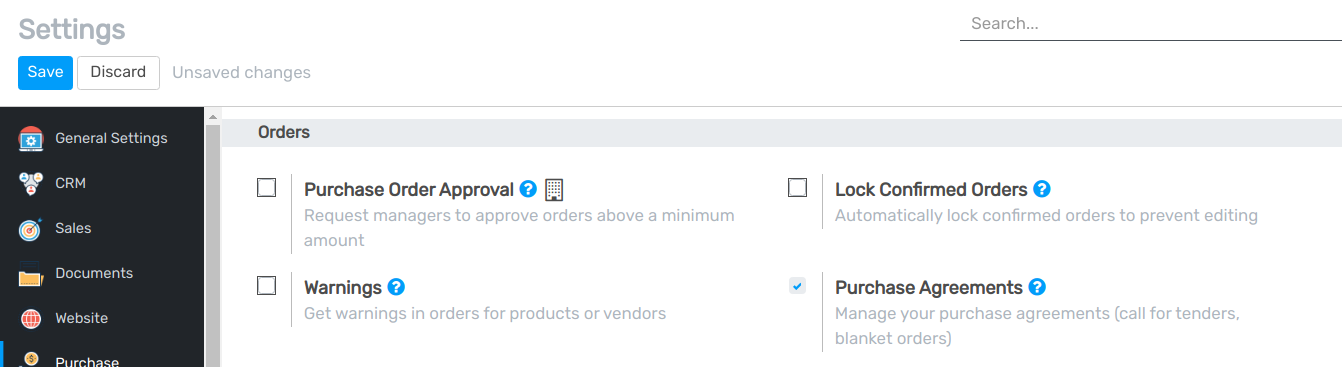 Settings
Search...
Save Discard Unsaved changes
General Settings
CRM
Sales
Documents
Website
Purchase
Orders
Purchase Order Approval ?
Request managers to approve orders above a minimum
amount
Lock Confirmed Orders ?
Automatically lock confirmed orders to prevent editing
Warnings ?
Get warnings in orders for products or vendors
Purchase Agreements ?
Manage your purchase agreements (call for tenders,
blanket orders)